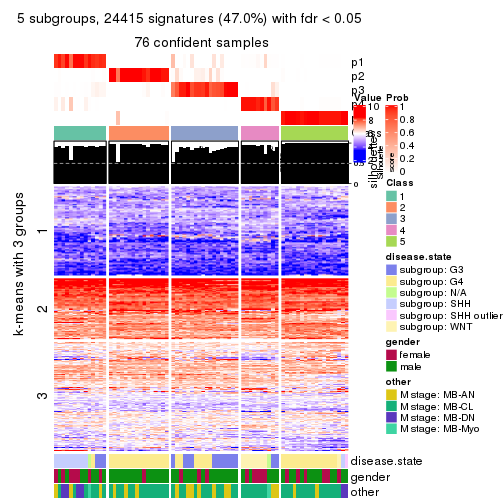 5 subgroups, 24415 signatures (47.0%) with fdr < 0.05
76 confident samples
p1
p2
p3
Value
10
8
Prob
1
0.8
0.6
0.4
0.2
0
silhouette
score
Class
1
2
3
4
5
disease.state
subgroup: G3
subgroup: G4
subgroup: N/A
subgroup: SHH
subgroup: SHH outlier
subgroup: WNT
gender
female
male
other
M stage: MB-AN
M stage: MB-CL
M stage: MB-DN
M stage: MB-Myo
k-means with 3 groups
1
2
3
disease.state
gender
other